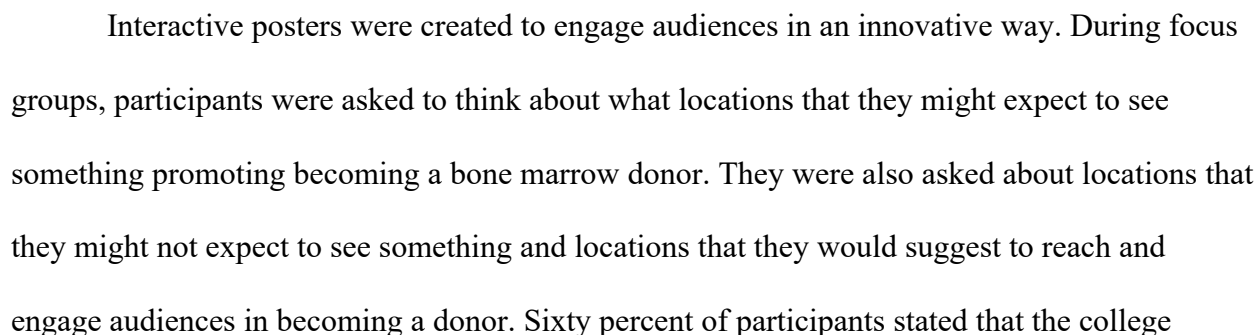 Interactive posters were created to engage audiences in an innovative way. During focus
groups, participants were asked to think about what locations that they might expect to see
something promoting becoming a bone marrow donor. They were also asked about locations that
they might not expect to see something and locations that they would suggest to reach and
engage audiences in becoming a donor. Sixty percent of participants stated that the college